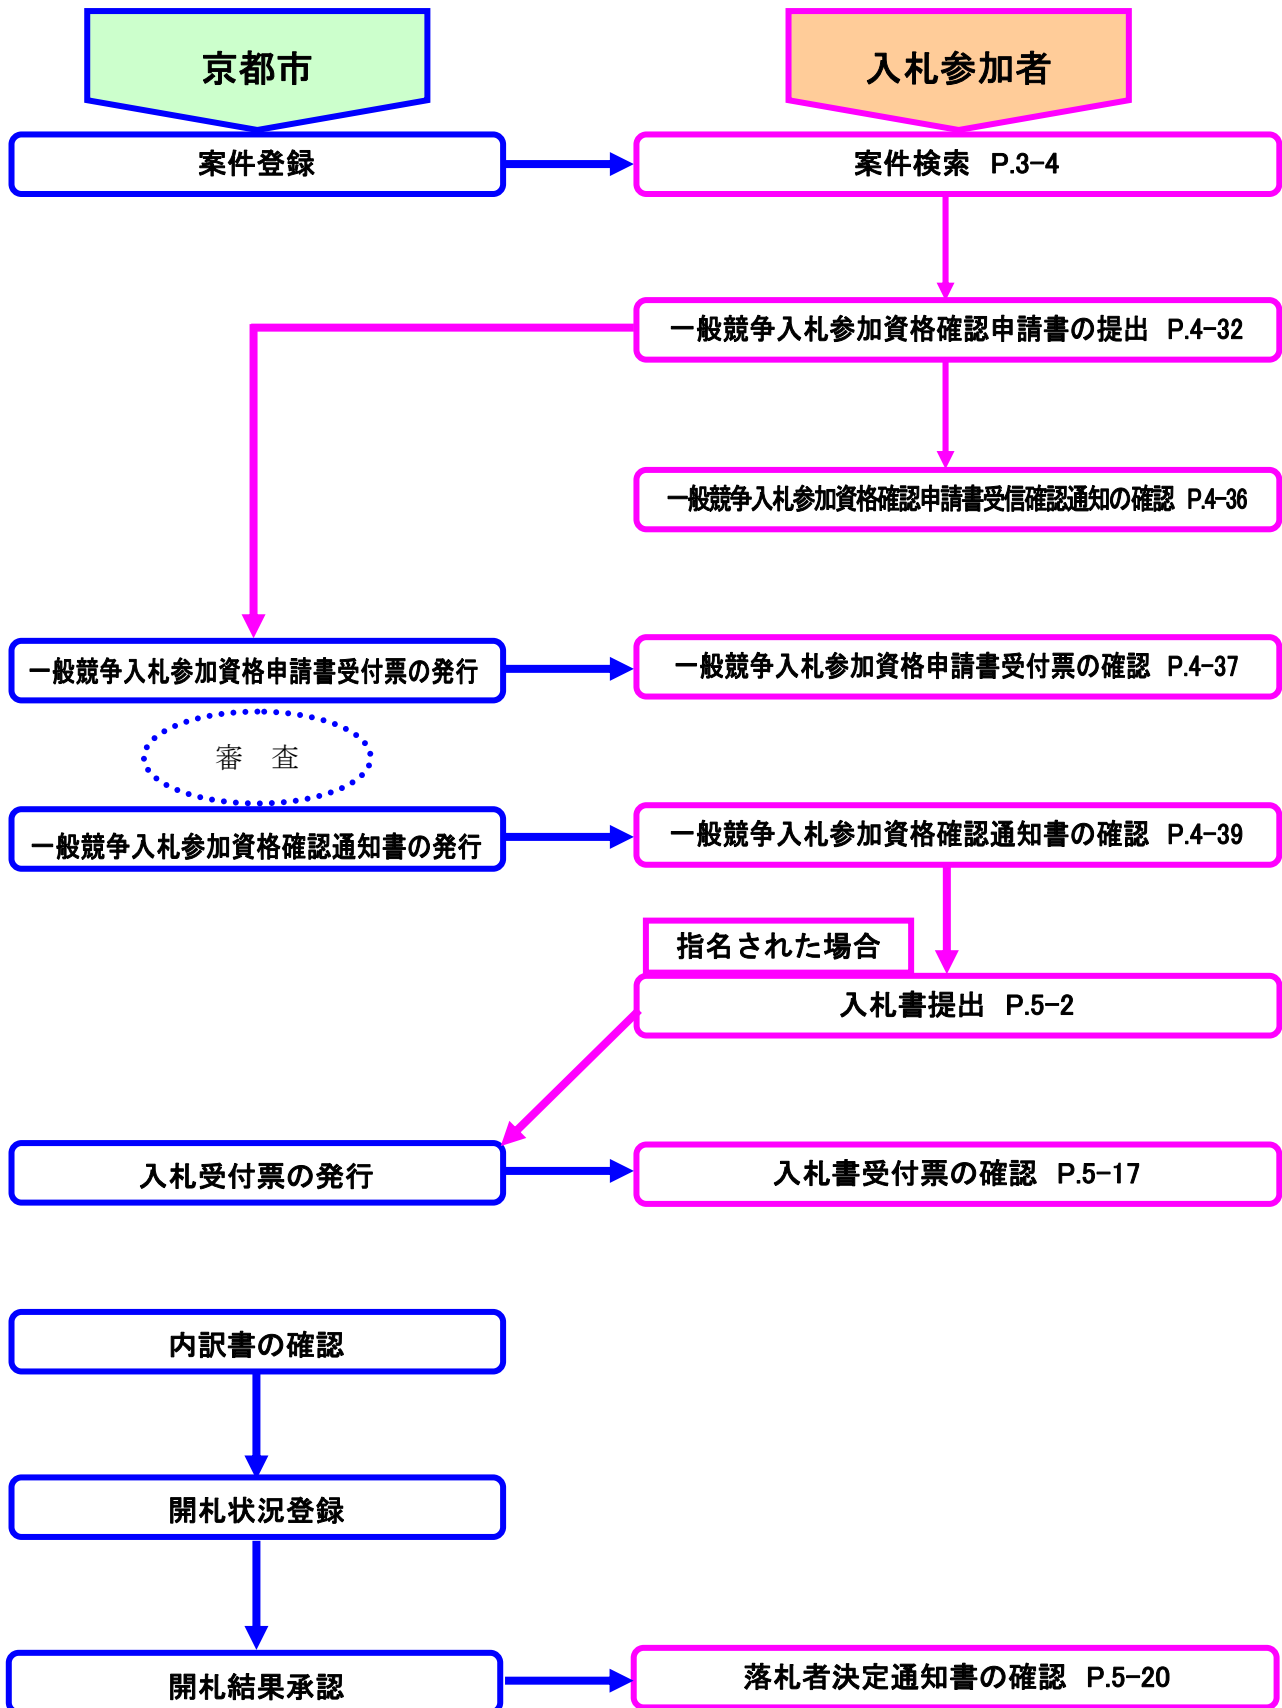 京都市
入札参加者
案件登録
案件検索 P.3-4
一般競争入札参加資格確認申請書の提出 P.4-32
一般競争入札参加資格確認申請書受信確認通知の確認 P.4-36
一般競争入札参加資格申請書受付票の発行
一般競争入札参加資格申請書受付票の確認 P.4-37
審 査
一般競争入札参加資格確認通知書の発行
一般競争入札参加資格確認通知書の確認 P.4-39
指名された場合
入札書提出 P.5-2
入札受付票の発行
入札書受付票の確認 P.5-17
内訳書の確認
開札状況登録
開札結果承認
落札者決定通知書の確認 P.5-20